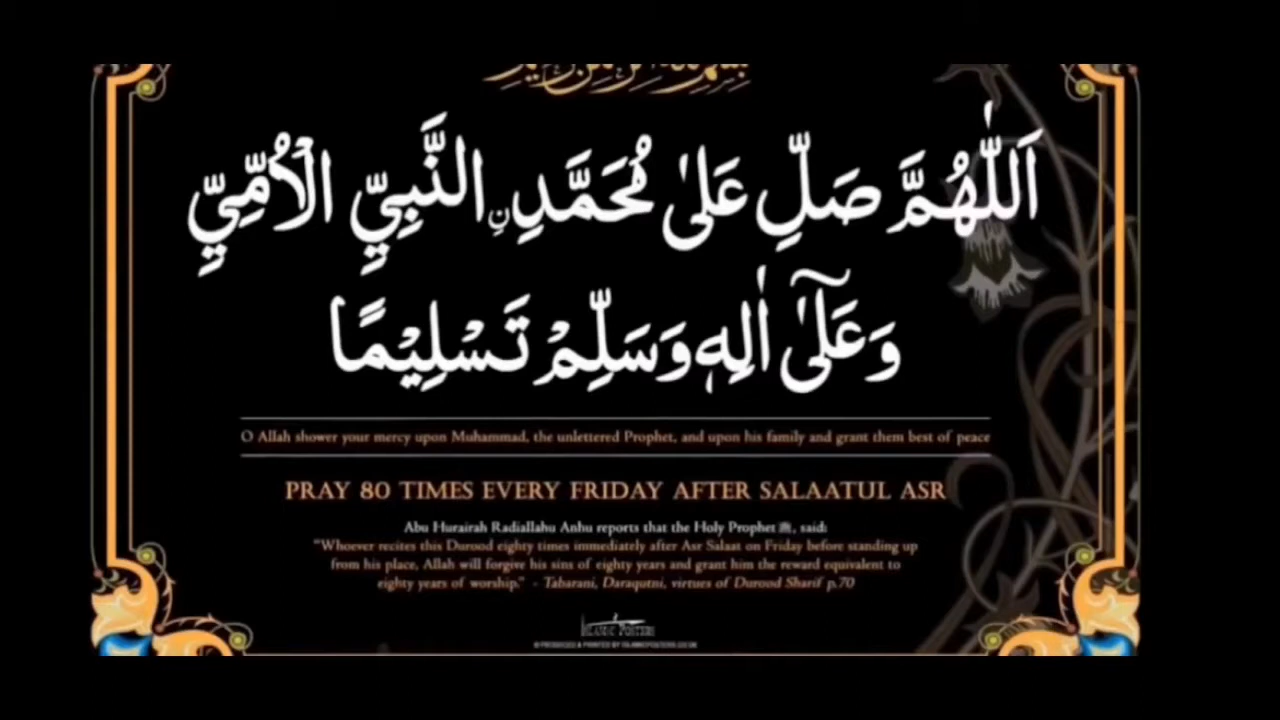 اَللّٰهُمَّ صَلِّ عَلىٰ مُحَمَّدِ نِ النَّبِيِّ الْاُمِّيِّ
وَعَلىٰٓ اٰلِهٖ وَسَلِّمْ تَسْلِيْمًا
O Allah shower your mercy upon Muhammad, the unlettered Prophet, and upon his family and grant them best of peace
PRAY 80 TIMES EVERY FRIDAY AFTER SALAATUL ASR
Abu Hurairah Radiallahu Anhu reports that the Holy Prophet ﷺ, said:
"Whoever recites this Durood eighty times immediately after Asr Salaat on Friday before standing up
from his place, Allah will forgive his sins of eighty years and grant him the reward equivalent to
eighty years of worship." - Tabarani, Daraqutni, virtues of Durood Sharif p.70